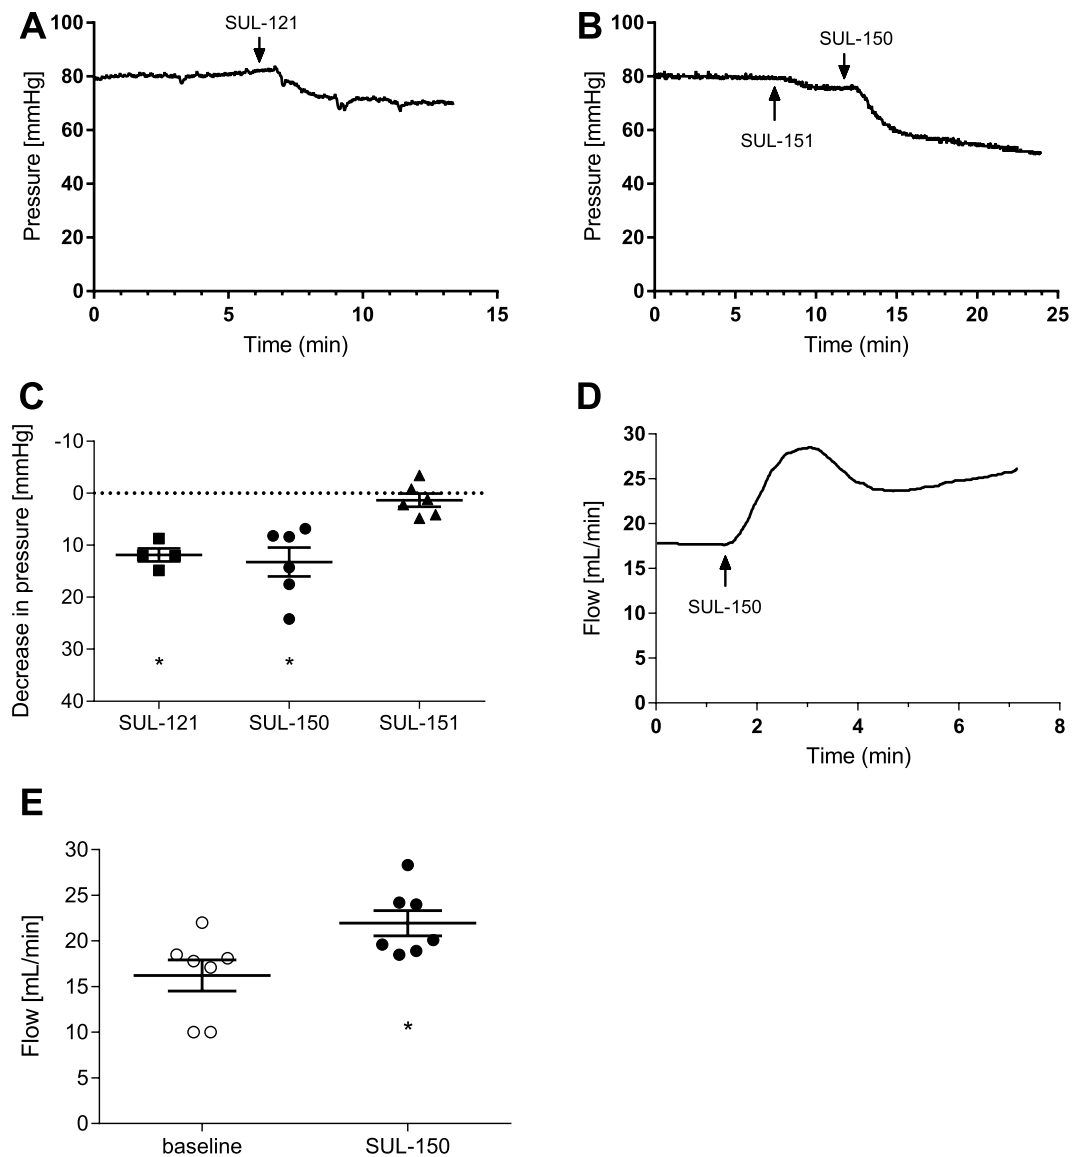 A
Pressure [mmHg]
100
80
60
40
20
0
SUL-121
0 5 10 15
Time (min)
B
Pressure [mmHg]
100
80
60
40
20
0
SUL-150
SUL-151
0 5 10 15 20 25
Time (min)
C
Decrease in pressure [mmHg]
-10
0
10
20
30
40
* *
SUL-121 SUL-150 SUL-151
D
Flow [mL/min]
30
25
20
15
10
5
0
SUL-150
0 2 4 6 8
Time (min)
E
Flow [mL/min]
30
25
20
15
10
5
0
*
baseline SUL-150